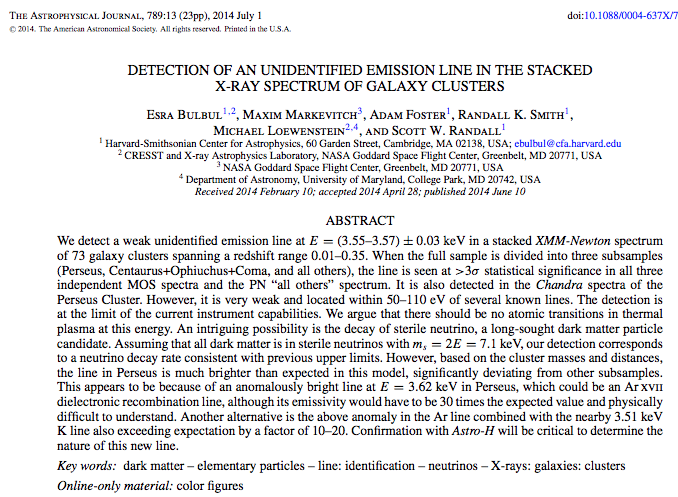 THE ASTROPHYSICAL JOURNAL, 789:13 (23pp), 2014 July 1
doi:10.1088/0004-637X/7
© 2014. The American Astronomical Society. All rights reserved. Printed in the U.S.A.
DETECTION OF AN UNIDENTIFIED EMISSION LINE IN THE STACKED
X-RAY SPECTRUM OF GALAXY CLUSTERS
ESRA BULBUL1,2, MAXIM MARKEVITCH3, ADAM FOSTER1, RANDALL K. SMITH1,
MICHAEL LOEWENSTEIN2,4, AND SCOTT W. RANDALL1
1 Harvard-Smithsonian Center for Astrophysics, 60 Garden Street, Cambridge, MA 02138, USA; ebulbul@cfa.harvard.edu
2 CRESST and X-ray Astrophysics Laboratory, NASA Goddard Space Flight Center, Greenbelt, MD 20771, USA
3 NASA Goddard Space Flight Center, Greenbelt, MD 20771, USA
4 Department of Astronomy, University of Maryland, College Park, MD 20742, USA
Received 2014 February 10; accepted 2014 April 28; published 2014 June 10
ABSTRACT
We detect a weak unidentified emission line at E = (3.55–3.57) ± 0.03 keV in a stacked XMM-Newton spectrum
of 73 galaxy clusters spanning a redshift range 0.01–0.35. When the full sample is divided into three subsamples
(Perseus, Centaurus+Ophiuchus+Coma, and all others), the line is seen at >3σ statistical significance in all three
independent MOS spectra and the PN “all others” spectrum. It is also detected in the Chandra spectra of the
Perseus Cluster. However, it is very weak and located within 50–110 eV of several known lines. The detection is
at the limit of the current instrument capabilities. We argue that there should be no atomic transitions in thermal
plasma at this energy. An intriguing possibility is the decay of sterile neutrino, a long-sought dark matter particle
candidate. Assuming that all dark matter is in sterile neutrinos with ms = 2E = 7.1 keV, our detection corresponds
to a neutrino decay rate consistent with previous upper limits. However, based on the cluster masses and distances,
the line in Perseus is much brighter than expected in this model, significantly deviating from other subsamples.
This appears to be because of an anomalously bright line at E = 3.62 keV in Perseus, which could be an Ar XVII
dielectronic recombination line, although its emissivity would have to be 30 times the expected value and physically
difficult to understand. Another alternative is the above anomaly in the Ar line combined with the nearby 3.51 keV
K line also exceeding expectation by a factor of 10–20. Confirmation with Astro-H will be critical to determine the
nature of this new line.
Key words: dark matter – elementary particles – line: identification – neutrinos – X-rays: galaxies: clusters
Online-only material: color figures